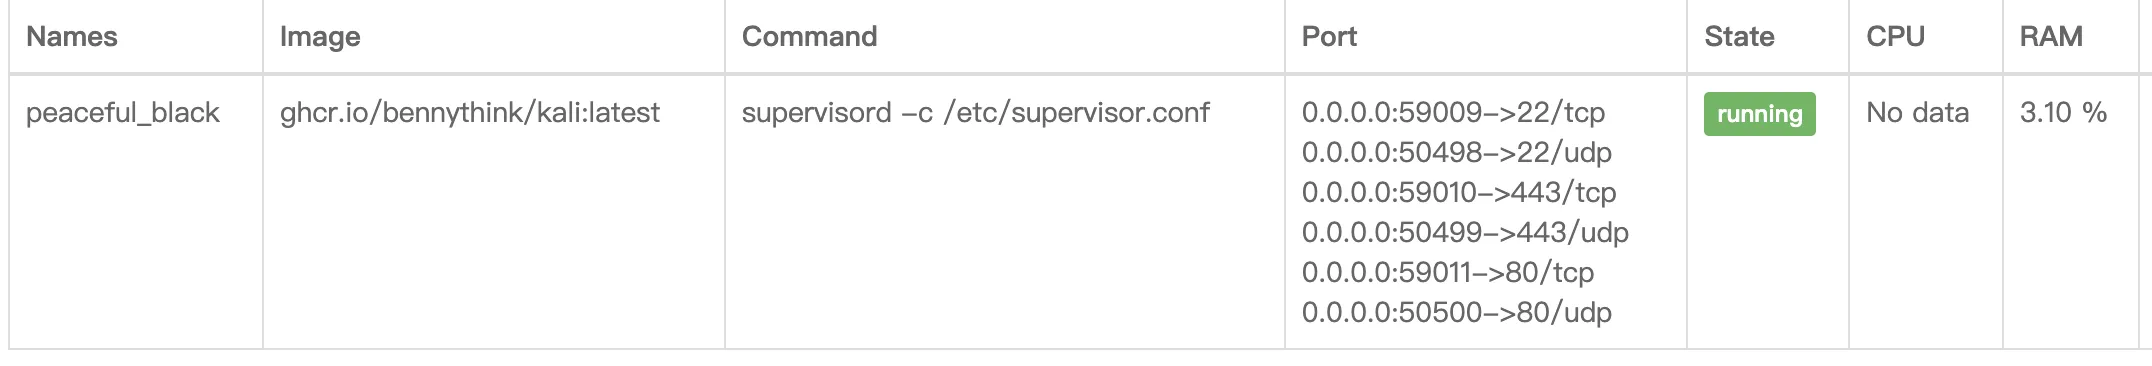 Names Image Command Port State CPU RAM
peaceful_black ghcr.io/bennythink/kali:latest supervisord -c /etc/supervisor.conf 0.0.0.0:59009->22/tcp running No data 3.10 %
0.0.0.0:50498->22/udp
0.0.0.0:59010->443/tcp
0.0.0.0:50499->443/udp
0.0.0.0:59011->80/tcp
0.0.0.0:50500->80/udp